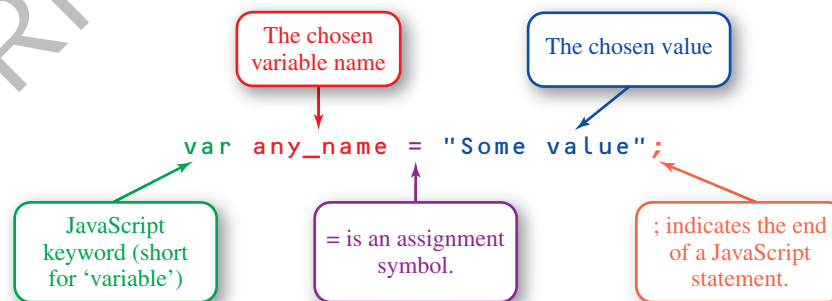 The chosen
variable name
The chosen value
var any_name = "Some value";
JavaScript
keyword (short
for ‘variable’)
= is an assignment
symbol.
; indicates the end
of a JavaScript
statement.